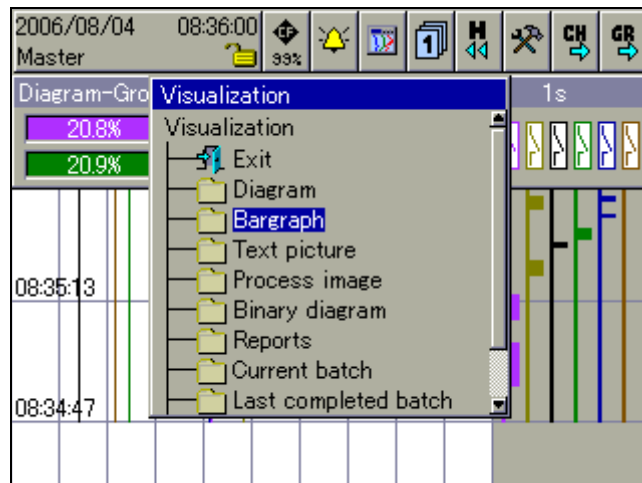 2006/08/04 08:36:00
Master
CF
99%
1
H
CH
GR
Diagram-Gro
1s
20.8%
20.9%
Visualization
Visualization
Exit
Diagram
Bargraph
Text picture
Process image
Binary diagram
Reports
Current batch
Last completed batch
08:35:13
08:34:47